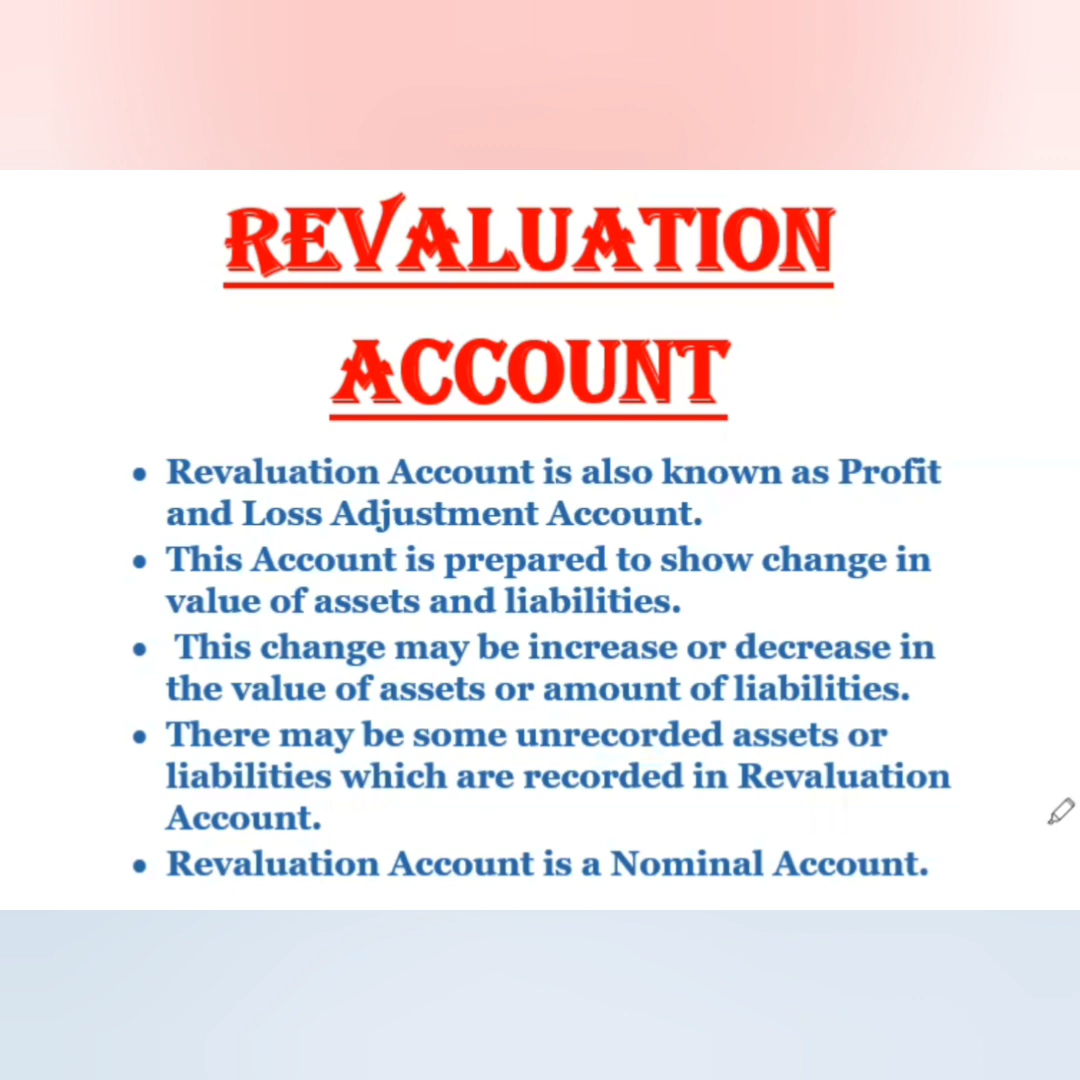 REVALUATION
ACCOUNT
• Revaluation Account is also known as Profit
and Loss Adjustment Account.
• This Account is prepared to show change in
value of assets and liabilities.
• This change may be increase or decrease in
the value of assets or amount of liabilities.
• There may be some unrecorded assets or
liabilities which are recorded in Revaluation
Account.
• Revaluation Account is a Nominal Account.